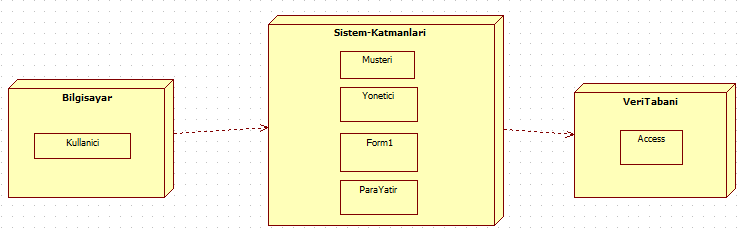 Bilgisayar
Kullanici
Sistem-Katmanlari
Musteri
Yonetici
Form1
ParaYatir
VeriTabani
Access